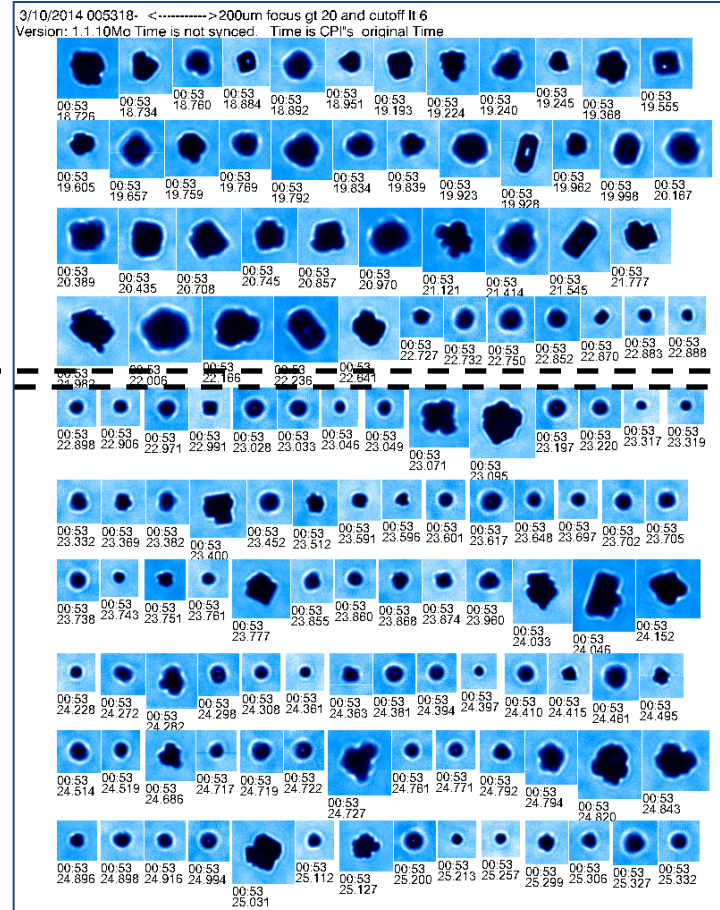 3/10/2014 005318- <----------->200um focus gt 20 and cutoff lt 6
Version: 1.1.10Mo Time is not synced. Time is CPI"s original Time
00:53 00:53 00:53 00:53 00:53 00:53 00:53 00:53 00:53 00:53 00:53 00:53
18.726 18.734 18.760 18.884 18.892 18.951 19.193 19.224 19.240 19.245 19.368 19.555
00:53 00:53 00:53 00:53 00:53 00:53 00:53 00:53 00:53 00:53 00:53 00:53
19.605 19.657 19.759 19.769 19.792 19.834 19.839 19.923 19.928 19.962 19.998 20.167
00:53 00:53 00:53 00:53 00:53 00:53 00:53 00:53 00:53 00:53
20.389 20.435 20.708 20.745 20.857 20.970 21.121 21.414 21.545 21.777
00:53 00:53 00:53 00:53 00:53 00:53 00:53 00:53 00:53 00:53 00:53 00:53
21.982 22.006 22.166 22.236 22.641 22.727 22.732 22.750 22.852 22.870 22.883 22.888
00:53 00:53 00:53 00:53 00:53 00:53 00:53 00:53 00:53 00:53 00:53 00:53 00:53 00:53
22.898 22.906 22.971 22.991 23.028 23.033 23.046 23.049 23.071 23.095 23.197 23.220 23.317 23.319
00:53 00:53 00:53 00:53 00:53 00:53 00:53 00:53 00:53 00:53 00:53 00:53 00:53 00:53
23.332 23.369 23.382 23.400 23.452 23.512 23.591 23.596 23.601 23.617 23.648 23.697 23.702 23.705
00:53 00:53 00:53 00:53 00:53 00:53 00:53 00:53 00:53 00:53 00:53 00:53 00:53
23.738 23.743 23.751 23.761 23.777 23.855 23.860 23.868 23.874 23.960 24.033 24.046 24.152
00:53 00:53 00:53 00:53 00:53 00:53 00:53 00:53 00:53 00:53 00:53 00:53 00:53 00:53
24.228 24.272 24.282 24.298 24.308 24.361 24.363 24.381 24.394 24.397 24.410 24.415 24.461 24.495
00:53 00:53 00:53 00:53 00:53 00:53 00:53 00:53 00:53 00:53 00:53 00:53 00:53
24.514 24.519 24.686 24.717 24.719 24.722 24.727 24.761 24.771 24.792 24.794 24.820 24.843
00:53 00:53 00:53 00:53 00:53 00:53 00:53 00:53 00:53 00:53 00:53 00:53 00:53 00:53
24.896 24.898 24.916 24.994 25.031 25.112 25.127 25.200 25.213 25.257 25.299 25.306 25.327 25.332